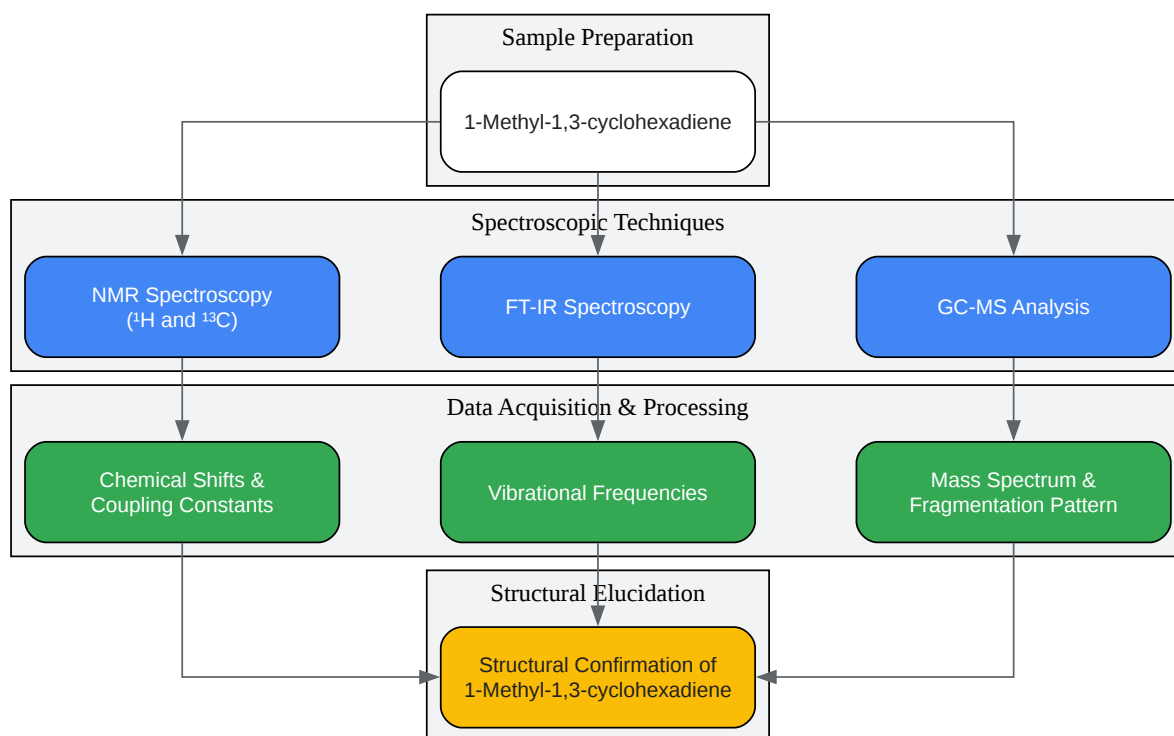 Sample Preparation
1-Methyl-1,3-cyclohexadiene
Spectroscopic Techniques
NMR Spectroscopy
(¹H and ¹³C)
FT-IR Spectroscopy
GC-MS Analysis
Data Acquisition & Processing
Chemical Shifts &
Coupling Constants
Vibrational Frequencies
Mass Spectrum &
Fragmentation Pattern
Structural Elucidation
Structural Confirmation of
1-Methyl-1,3-cyclohexadiene